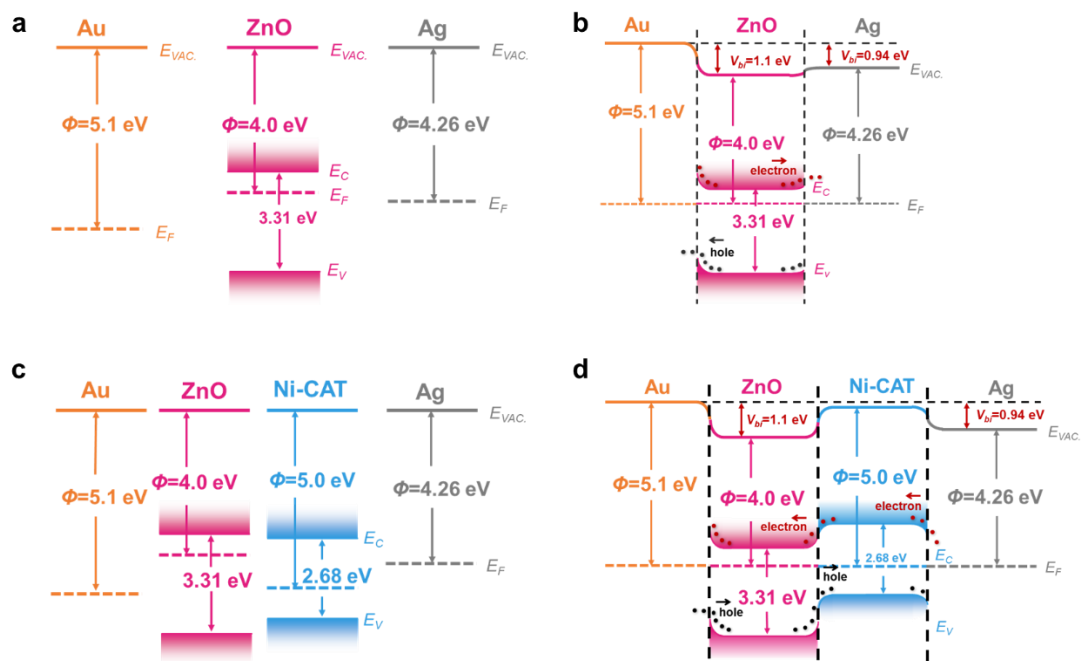 a
Au
ZnO
Ag
E_VAC.
E_VAC.
Φ=5.1 eV
Φ=4.0 eV
Φ=4.26 eV
E_C
E_F
3.31 eV
E_F
E_F
E_V
b
Au
ZnO
Ag
V_bi=1.1 eV
V_bi=0.94 eV
E_VAC.
Φ=5.1 eV
Φ=4.0 eV
Φ=4.26 eV
electron
E_C
E_F
3.31 eV
hole
E_v
c
Au
ZnO
Ni-CAT
Ag
E_VAC.
Φ=5.1 eV
Φ=4.0 eV
Φ=5.0 eV
Φ=4.26 eV
E_C
E_F
3.31 eV
2.68 eV
E_V
d
Au
ZnO
Ni-CAT
Ag
V_bi=1.1 eV
V_bi=0.94 eV
E_VAC.
Φ=5.1 eV
Φ=4.0 eV
Φ=5.0 eV
Φ=4.26 eV
electron
electron
2.68 eV
E_C
E_F
hole
3.31 eV
hole
E_V